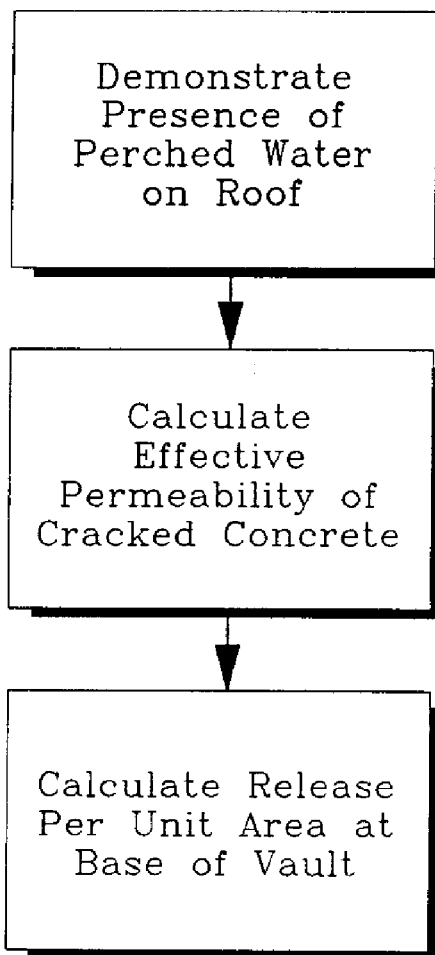 Demonstrate
Presence of
Perched Water
on Roof
Calculate
Effective
Permeability of
Cracked Concrete
Calculate Release
Per Unit Area at
Base of Vault